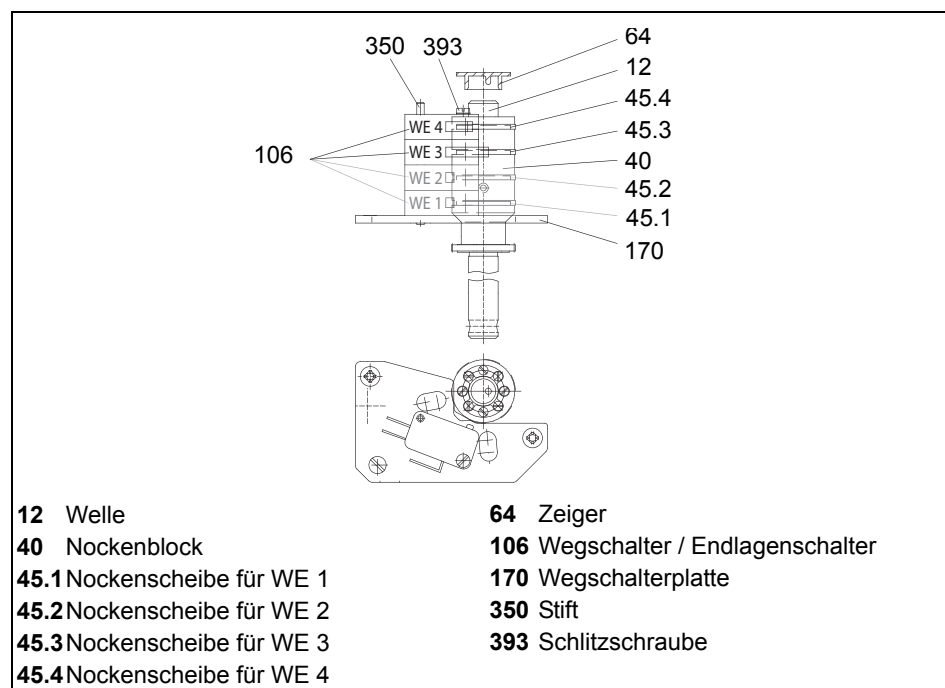 350 393
64
12
45.4
45.3
40
45.2
45.1
170
106
WE 4
WE 3
WE 2
WE 1
12 Welle
40 Nockenblock
45.1 Nockenscheibe für WE 1
45.2 Nockenscheibe für WE 2
45.3 Nockenscheibe für WE 3
45.4 Nockenscheibe für WE 4
64 Zeiger
106 Wegschalter / Endlagenschalter
170 Wegschalterplatte
350 Stift
393 Schlitzschraube